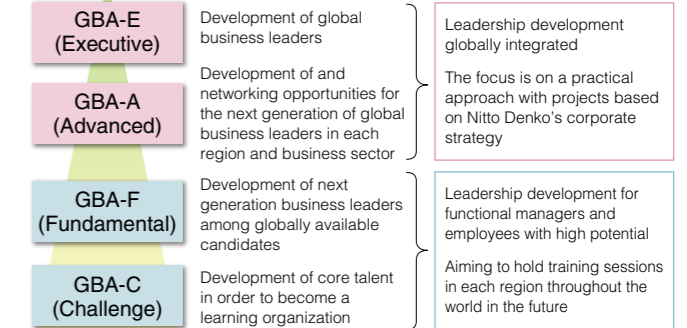 GBA-E
(Executive)
Development of global
business leaders
GBA-A
(Advanced)
Development of and
networking opportunities for
the next generation of global
business leaders in each
region and business sector
Leadership development
globally integrated
The focus is on a practical
approach with projects based
on Nitto Denko's corporate
strategy
GBA-F
(Fundamental)
Development of next
generation business leaders
among globally available
candidates
GBA-C
(Challenge)
Development of core talent
in order to become a
learning organization
Leadership development for
functional managers and
employees with high potential
Aiming to hold training sessions
in each region throughout the
world in the future